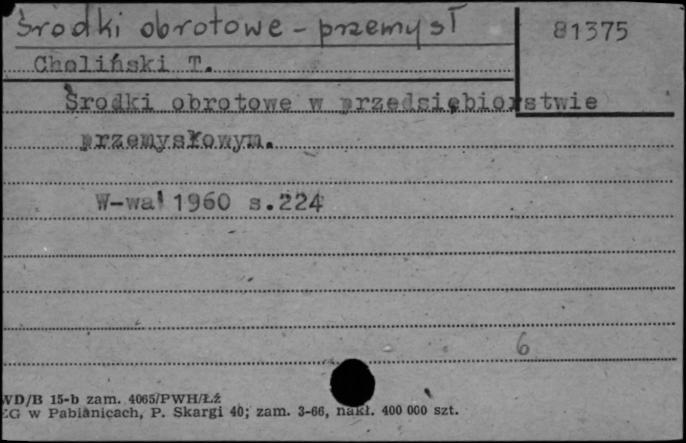 Środki obrotowe - przemysł
81375
Choliński T.
Środki obrotowe w przedsiębiorstwie
przemysłowym.
W-wa 1960 s.224
6
WD/B 15-b zam. 4065/PWH/Łź
EG w Pabianicach, P. Skargi 40; zam. 3-66, nakł. 400 000 szt.